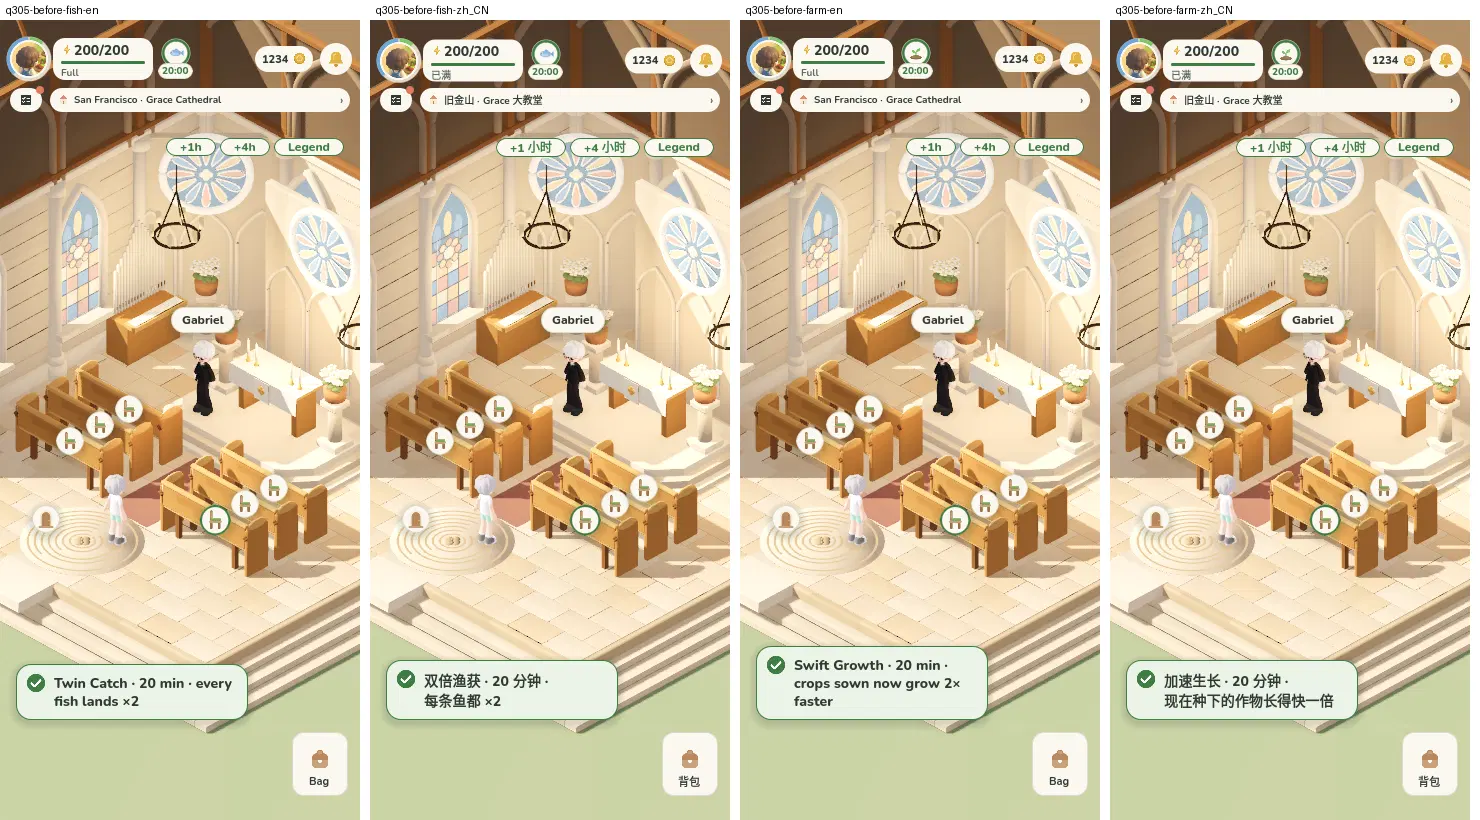 q305-before-fish-en
200/200
Full
20:00
1234
San Francisco · Grace Cathedral
+1h
+4h
Legend
Gabriel
Twin Catch · 20 min · every
fish lands ×2
Bag
q305-before-fish-zh_CN
200/200
已满
20:00
1234
旧金山 · Grace 大教堂
+1 小时
+4 小时
Legend
Gabriel
双倍渔获 · 20 分钟 ·
每条鱼都 ×2
背包
q305-before-farm-en
200/200
Full
20:00
1234
San Francisco · Grace Cathedral
+1h
+4h
Legend
Gabriel
Swift Growth · 20 min ·
crops sown now grow 2×
faster
Bag
q305-before-farm-zh_CN
200/200
已满
20:00
1234
旧金山 · Grace 大教堂
+1 小时
+4 小时
Legend
Gabriel
加速生长 · 20 分钟 ·
现在种下的作物长得快一倍
背包